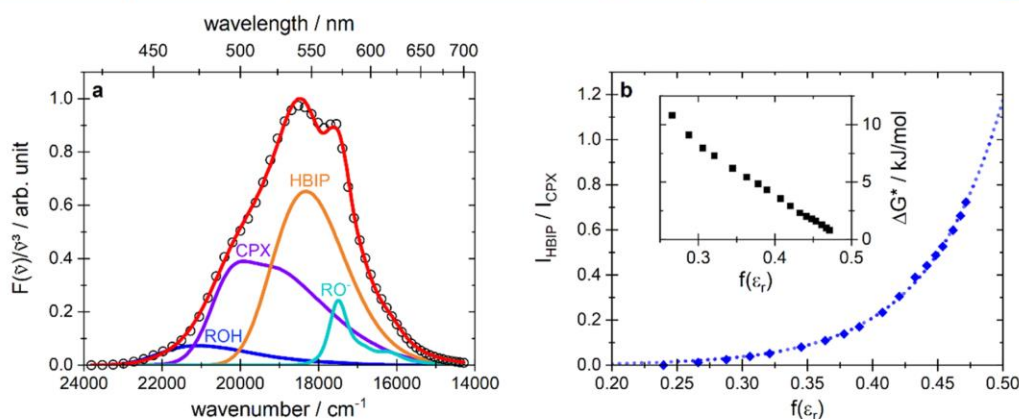 wavelength / nm
450 500 550 600 650 700
a
1.0
0.8
0.6
0.4
0.2
0.0
F(ν̃)/ν̃³ / arb. unit
HBIP
CPX
RO⁻
ROH
24000 22000 20000 18000 16000 14000
wavenumber / cm⁻¹
b
1.2
1.0
0.8
0.6
0.4
0.2
0.0
I_HBIP / I_CPX
10
5
0
ΔG* / kJ/mol
0.3 0.4 0.5
f(εᵣ)
0.20 0.25 0.30 0.35 0.40 0.45 0.50
f(εᵣ)